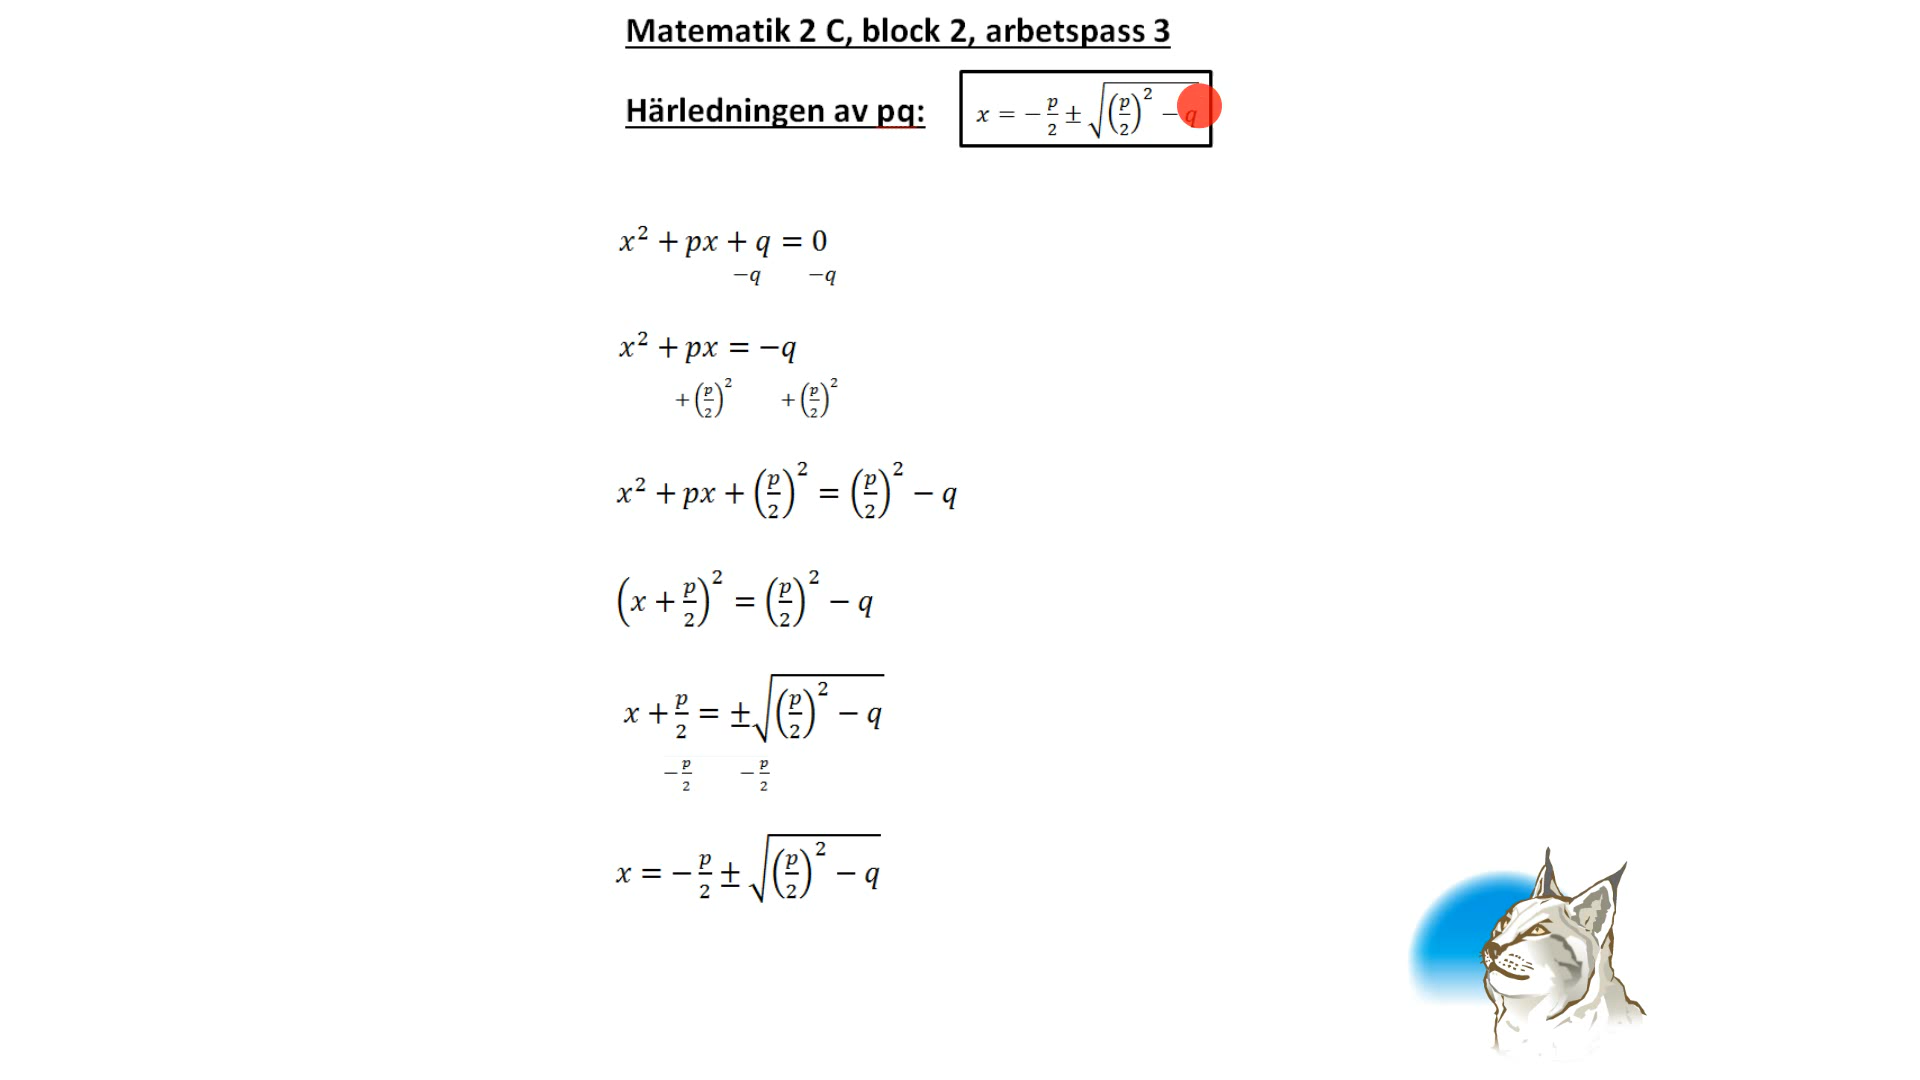 Matematik 2 C, block 2, arbetspass 3
Härledningen av pq: x = −p/2 ± √((p/2)² − q)
x² + px + q = 0
−q −q
x² + px = −q
+(p/2)² +(p/2)²
x² + px + (p/2)² = (p/2)² − q
(x + p/2)² = (p/2)² − q
x + p/2 = ±√((p/2)² − q)
−p/2 −p/2
x = −p/2 ± √((p/2)² − q)